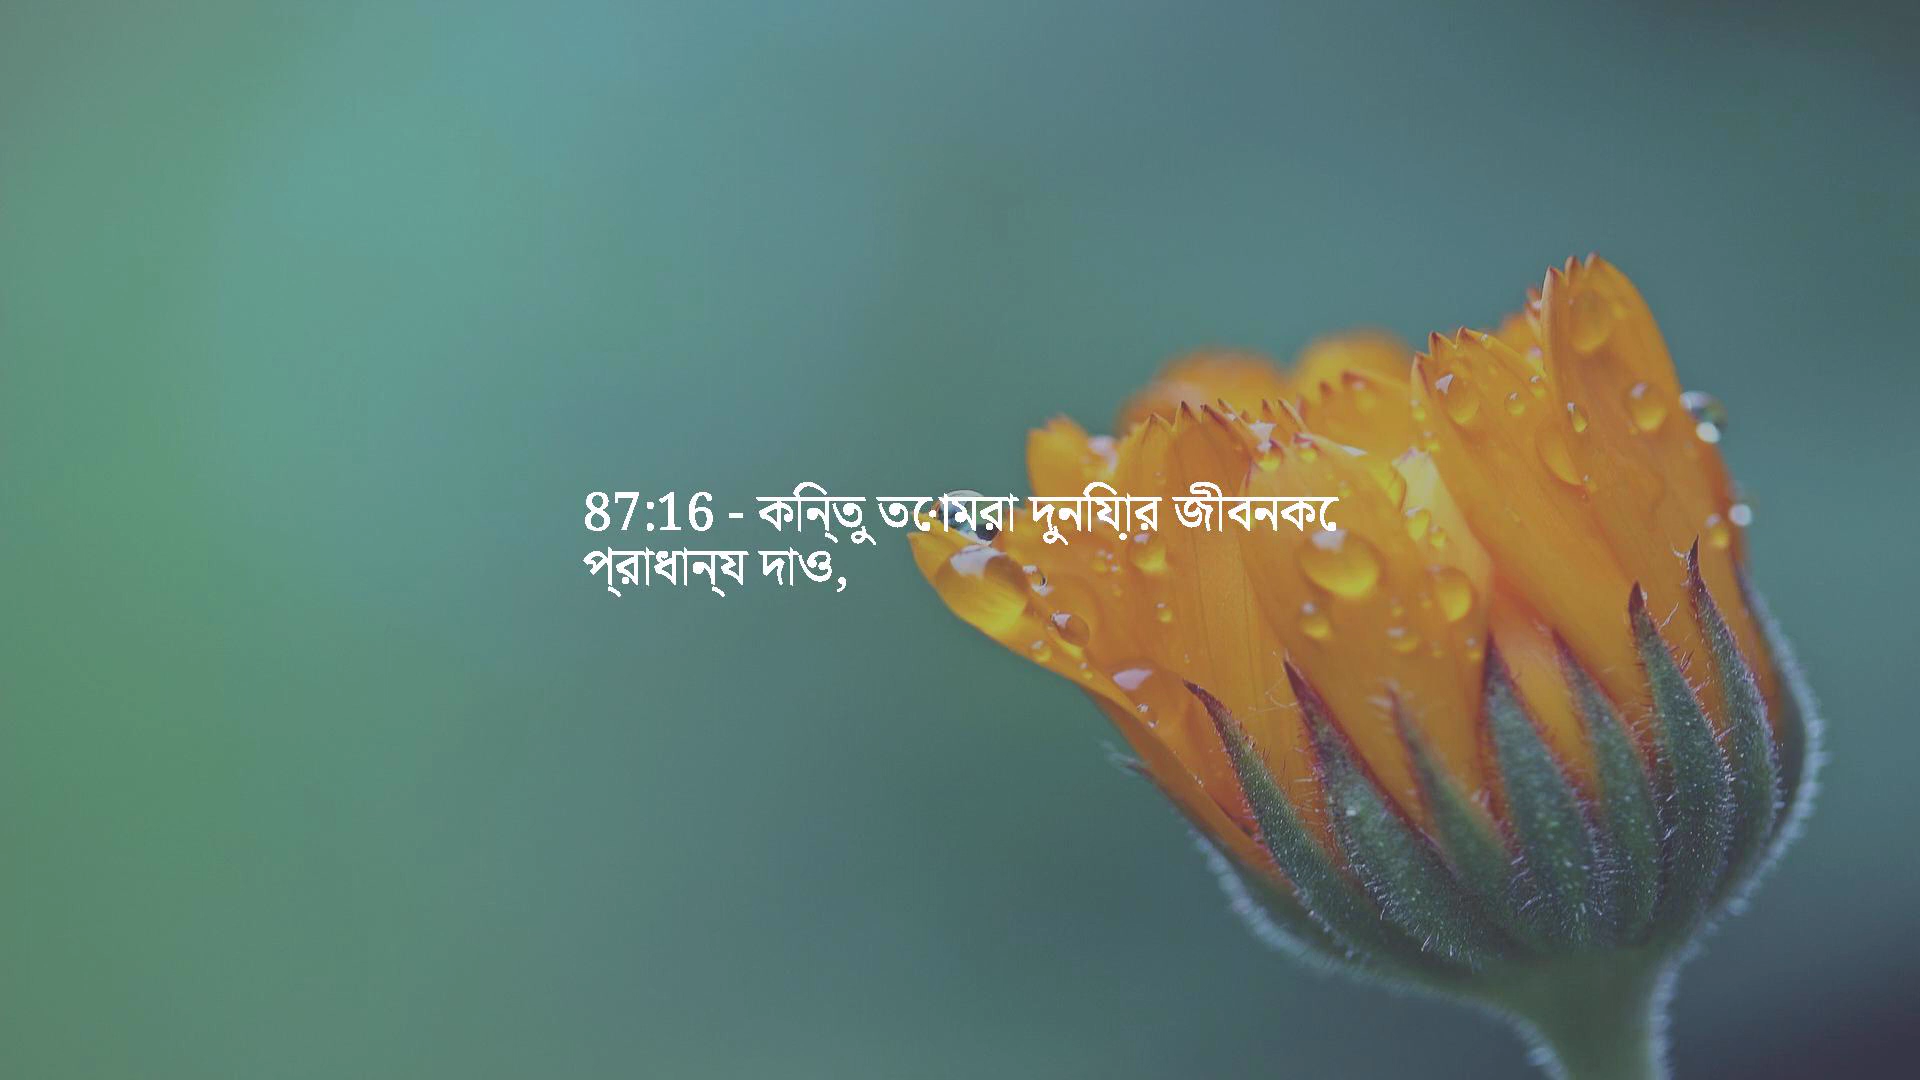 87:16 - কিন্তু তোমরা দুনিয়ার জীবনকে
প্রাধান্য দাও,